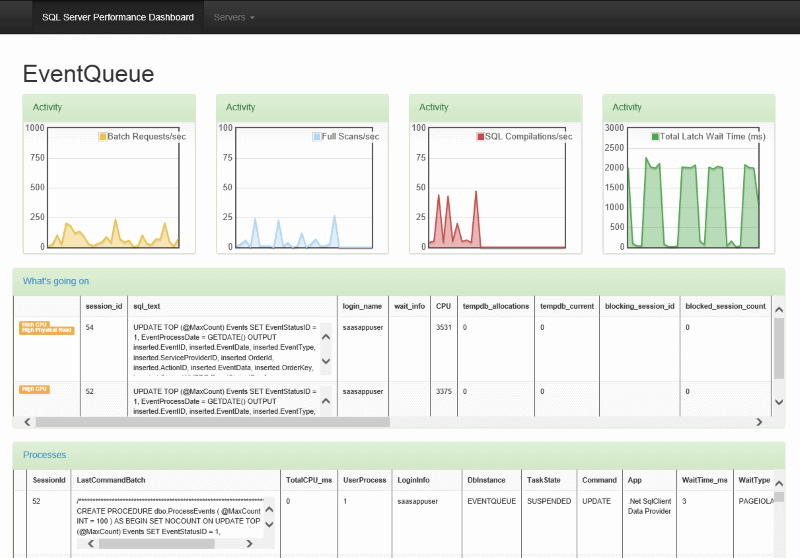 SQL Server Performance Dashboard Servers
EventQueue
Activity
1000
750
500
250
0
Batch Requests/sec
Activity
100
75
50
25
0
Full Scans/sec
Activity
100
75
50
25
0
SQL Compilations/sec
Activity
3000
2500
2000
1500
1000
500
0
Total Latch Wait Time (ms)
What's going on
session_id sql_text login_name wait_info CPU tempdb_allocations tempdb_current blocking_session_id blocked_session_count
High CPU
High Physical Read
54
UPDATE TOP (@MaxCount) Events SET EventStatusID =
1, EventProcessDate = GETDATE() OUTPUT
inserted.EventID, inserted.EventDate, inserted.EventType,
inserted.ServiceProviderID, inserted.OrderId,
inserted.ActionID, inserted.EventData, inserted.OrderKey,
saasappuser 3531 0 0 0
High CPU
52
UPDATE TOP (@MaxCount) Events SET EventStatusID =
1, EventProcessDate = GETDATE() OUTPUT
inserted.EventID, inserted.EventDate, inserted.EventType,
saasappuser 3375 0 0 0
Processes
SessionId LastCommandBatch TotalCPU_ms UserProcess LoginInfo DbInstance TaskState Command App WaitTime_ms WaitType
52
CREATE PROCEDURE dbo.ProcessEvents ( @MaxCount
INT = 100 ) AS BEGIN SET NOCOUNT ON UPDATE TOP
(@MaxCount) Events SET EventStatusID = 1,
0 1 saasappuser EVENTQUEUE SUSPENDED UPDATE .Net SqlClient
Data Provider
3 PAGEIOLA